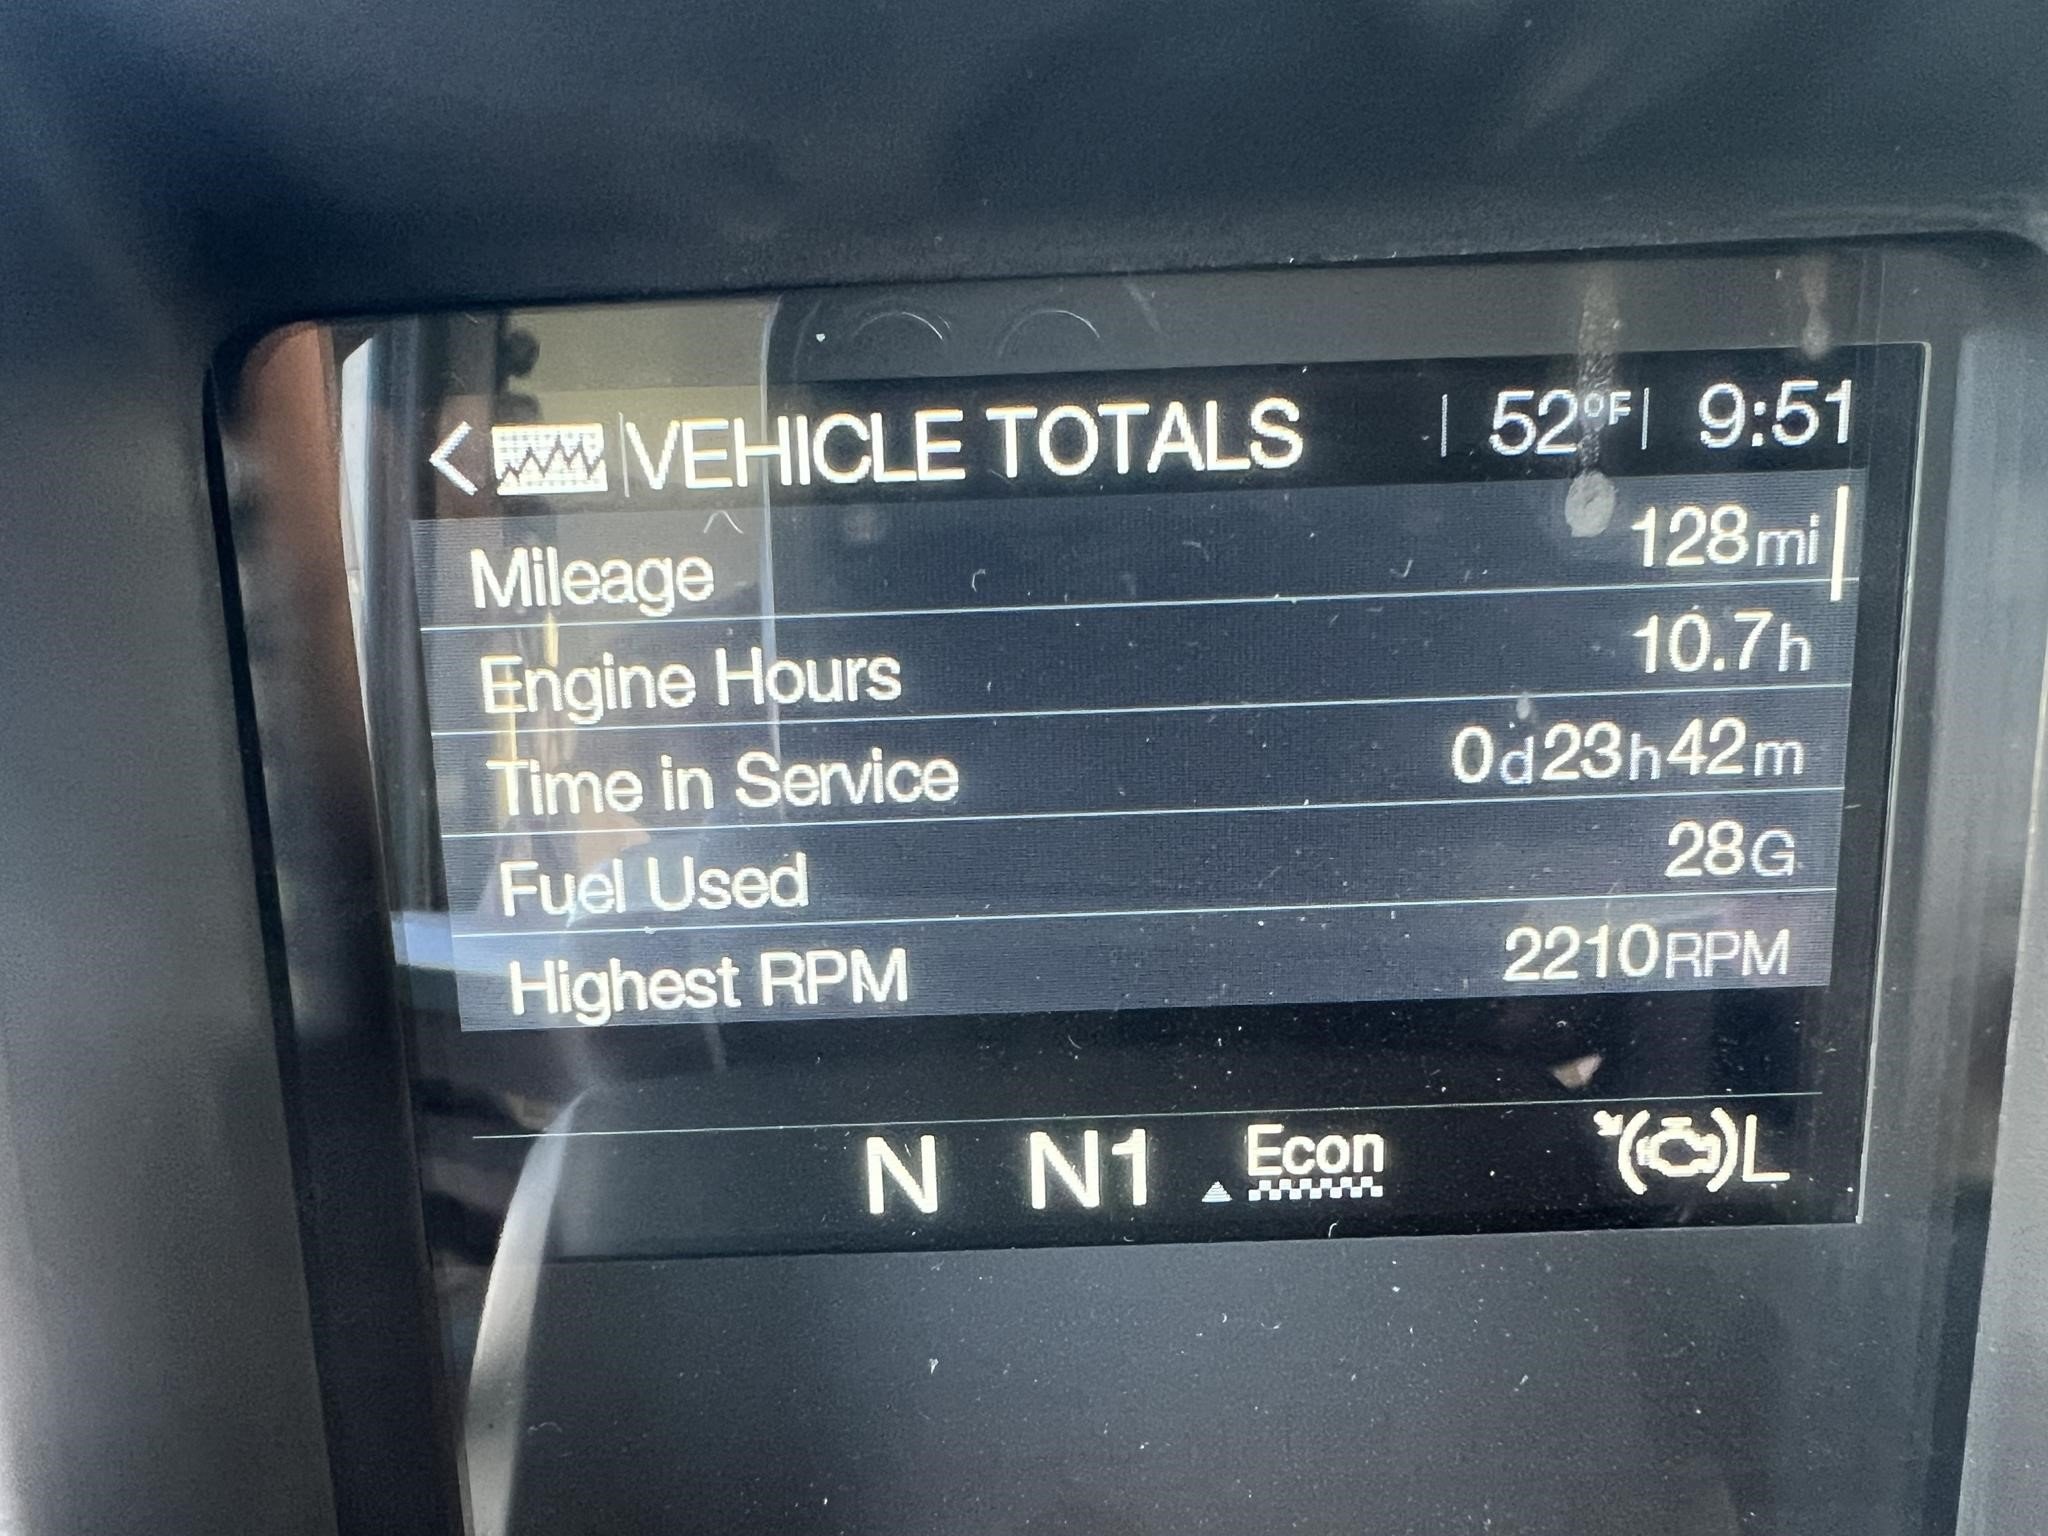 VEHICLE TOTALS 52°F 9:51
Mileage 128mi
Engine Hours 10.7h
Time in Service 0d23h42m
Fuel Used 28G
Highest RPM 2210RPM
N N1 Econ L